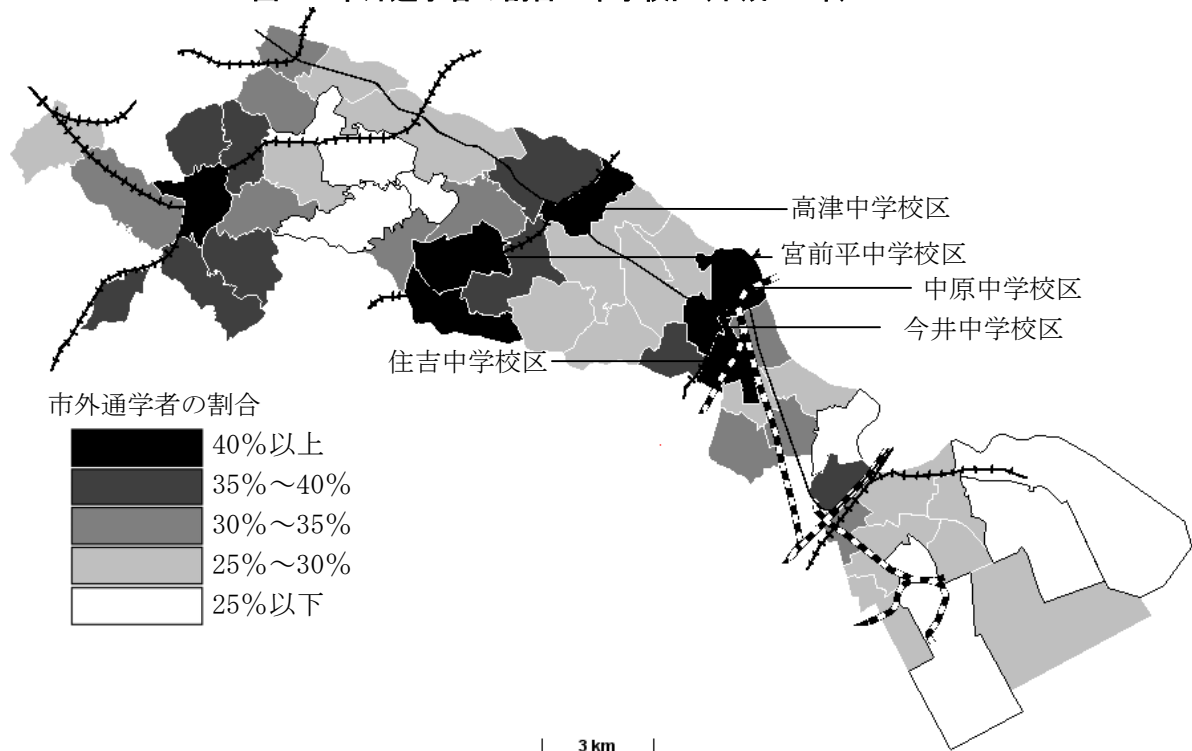 高津中学校区
宮前平中学校区
中原中学校区
今井中学校区
住吉中学校区
市外通学者の割合
40％以上
35％～40％
30％～35％
25％～30％
25％以下
3 km